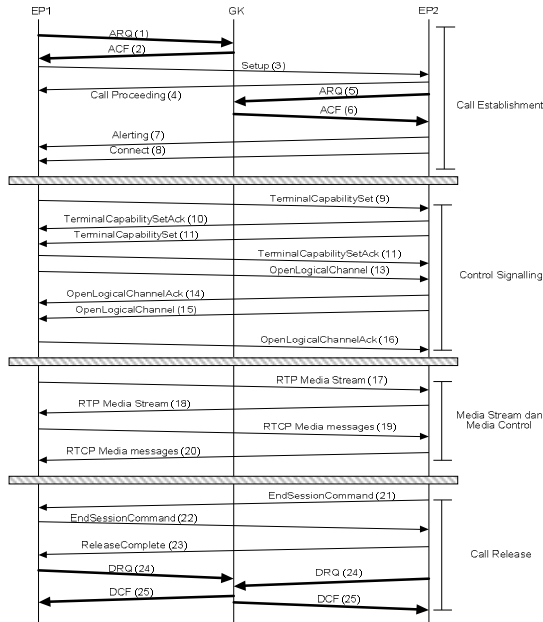 EP1 GK EP2
ARQ (1)
ACF (2)
Setup (3)
Call Proceeding (4)
ARQ (5)
ACF (6)
Alerting (7)
Connect (8)
Call Establishment
TerminalCapabilitySet (9)
TerminalCapabilitySetAck (10)
TerminalCapabilitySet (11)
TerminalCapabilitySetAck (11)
OpenLogicalChannel (13)
OpenLogicalChannelAck (14)
OpenLogicalChannel (15)
OpenLogicalChannelAck (16)
Control Signalling
RTP Media Stream (17)
RTP Media Stream (18)
RTCP Media messages (19)
RTCP Media messages (20)
Media Stream dan
Media Control
EndSessionCommand (21)
EndSessionCommand (22)
ReleaseComplete (23)
DRQ (24)
DRQ (24)
DCF (25)
DCF (25)
Call Release